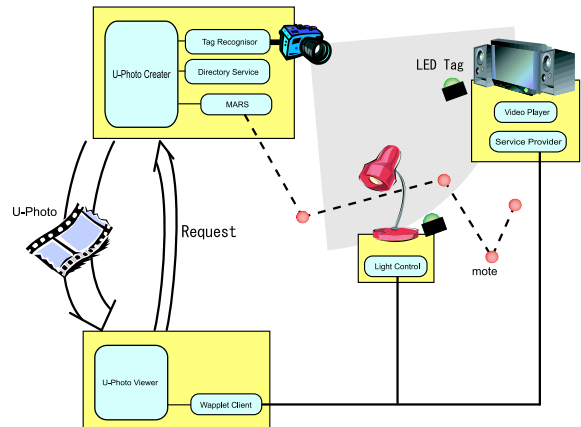 Tag Recognisor
U-Photo Creater
Directory Service
MARS
LED Tag
Video Player
Service Provider
U-Photo
Request
Light Control
mote
U-Photo Viewer
Wapplet Client